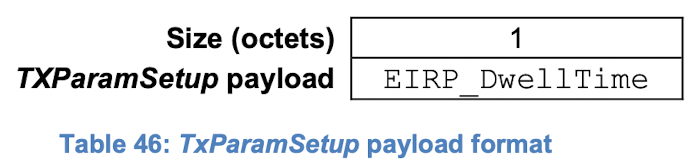 Size (octets) 1
TXParamSetup payload EIRP_DwellTime
Table 46: TxParamSetup payload format